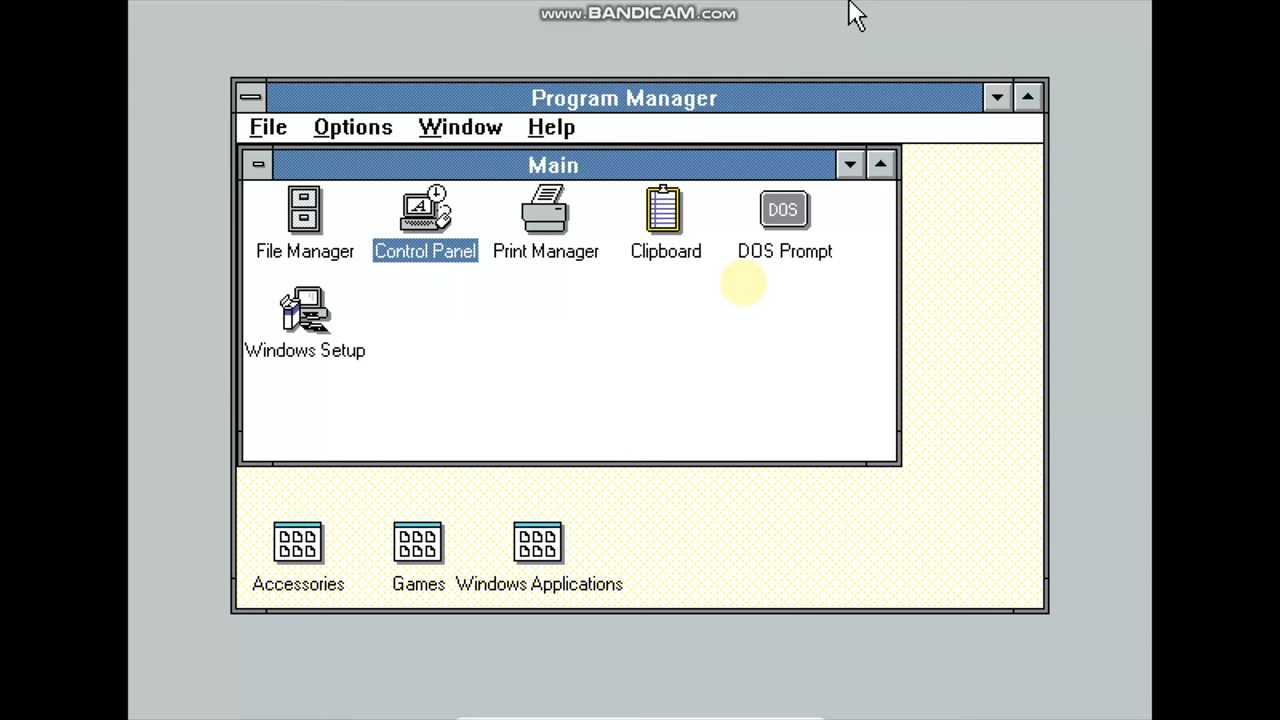 www.BANDICAM.com
Program Manager
File Options Window Help
Main
A DOS
File Manager Control Panel Print Manager Clipboard DOS Prompt
Windows Setup
Accessories Games Windows Applications